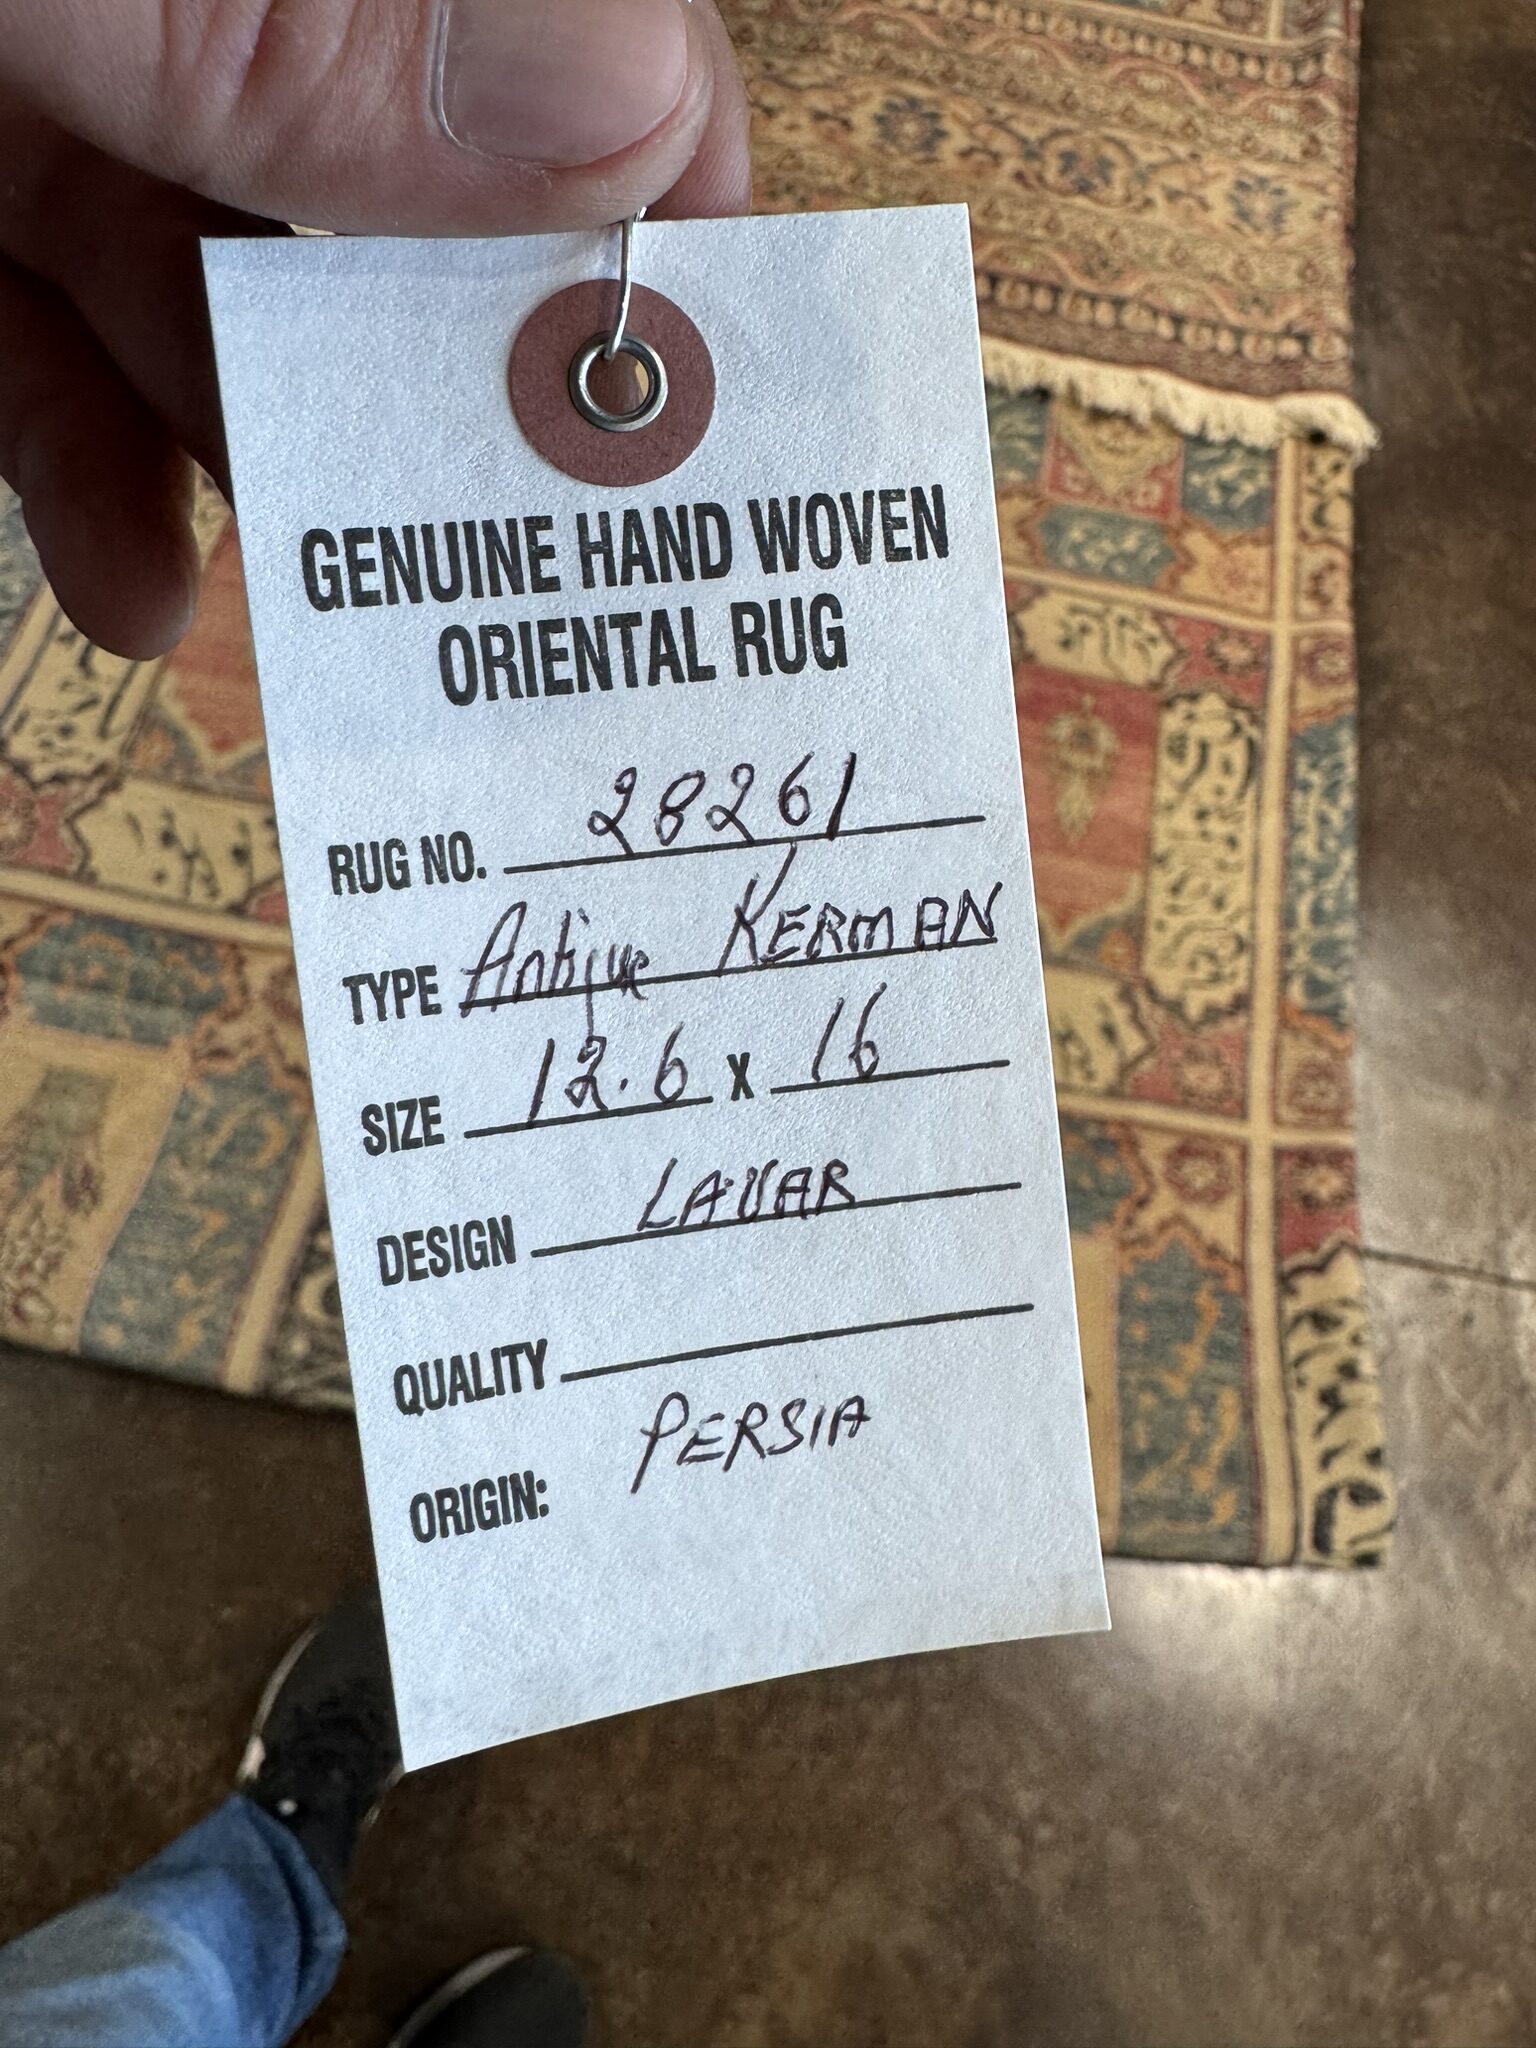 GENUINE HAND WOVEN
ORIENTAL RUG
RUG NO. 28261
TYPE Antique KERMAN
SIZE 12.6 X 16
DESIGN LAVAR
QUALITY
ORIGIN: PERSIA